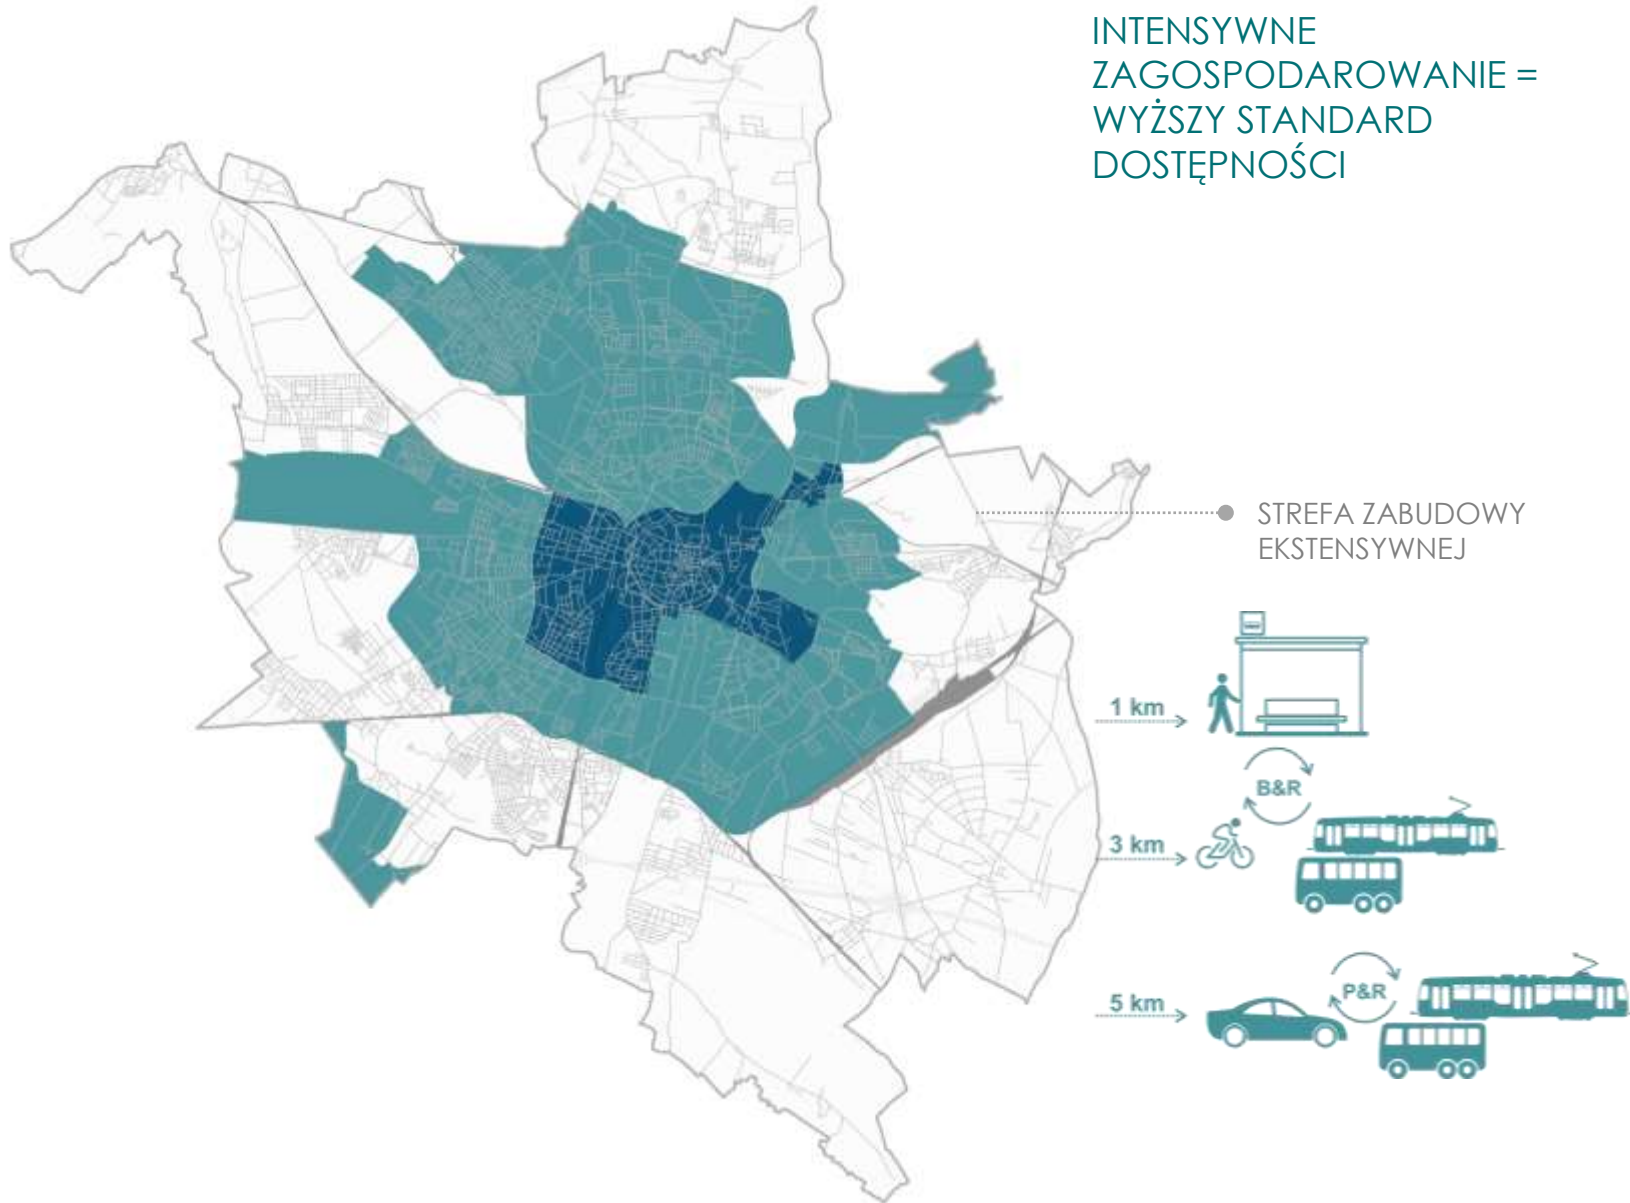 INTENSYWNE
ZAGOSPODAROWANIE =
WYŻSZY STANDARD
DOSTĘPNOŚCI
STREFA ZABUDOWY
EKSTENSYWNEJ
1 km
B&R
3 km
P&R
5 km